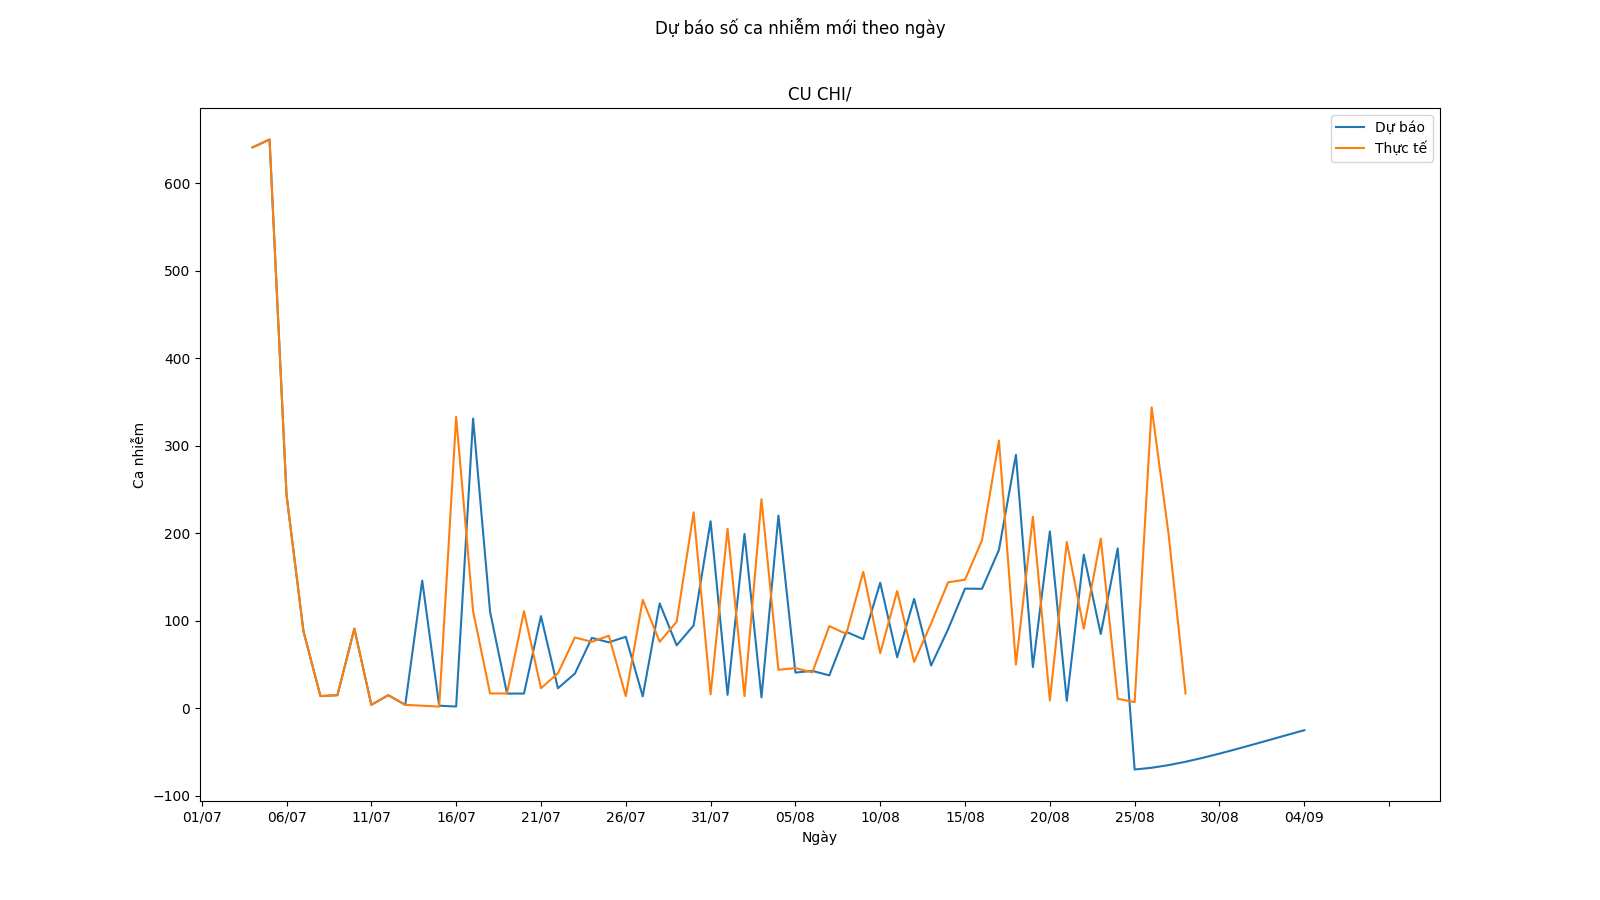 Dự báo số ca nhiễm mới theo ngày
CU CHI/
Dự báo
Thực tế
600
500
400
300
200
100
0
−100
Ca nhiễm
01/07 06/07 11/07 16/07 21/07 26/07 31/07 05/08 10/08 15/08 20/08 25/08 30/08 04/09
Ngày